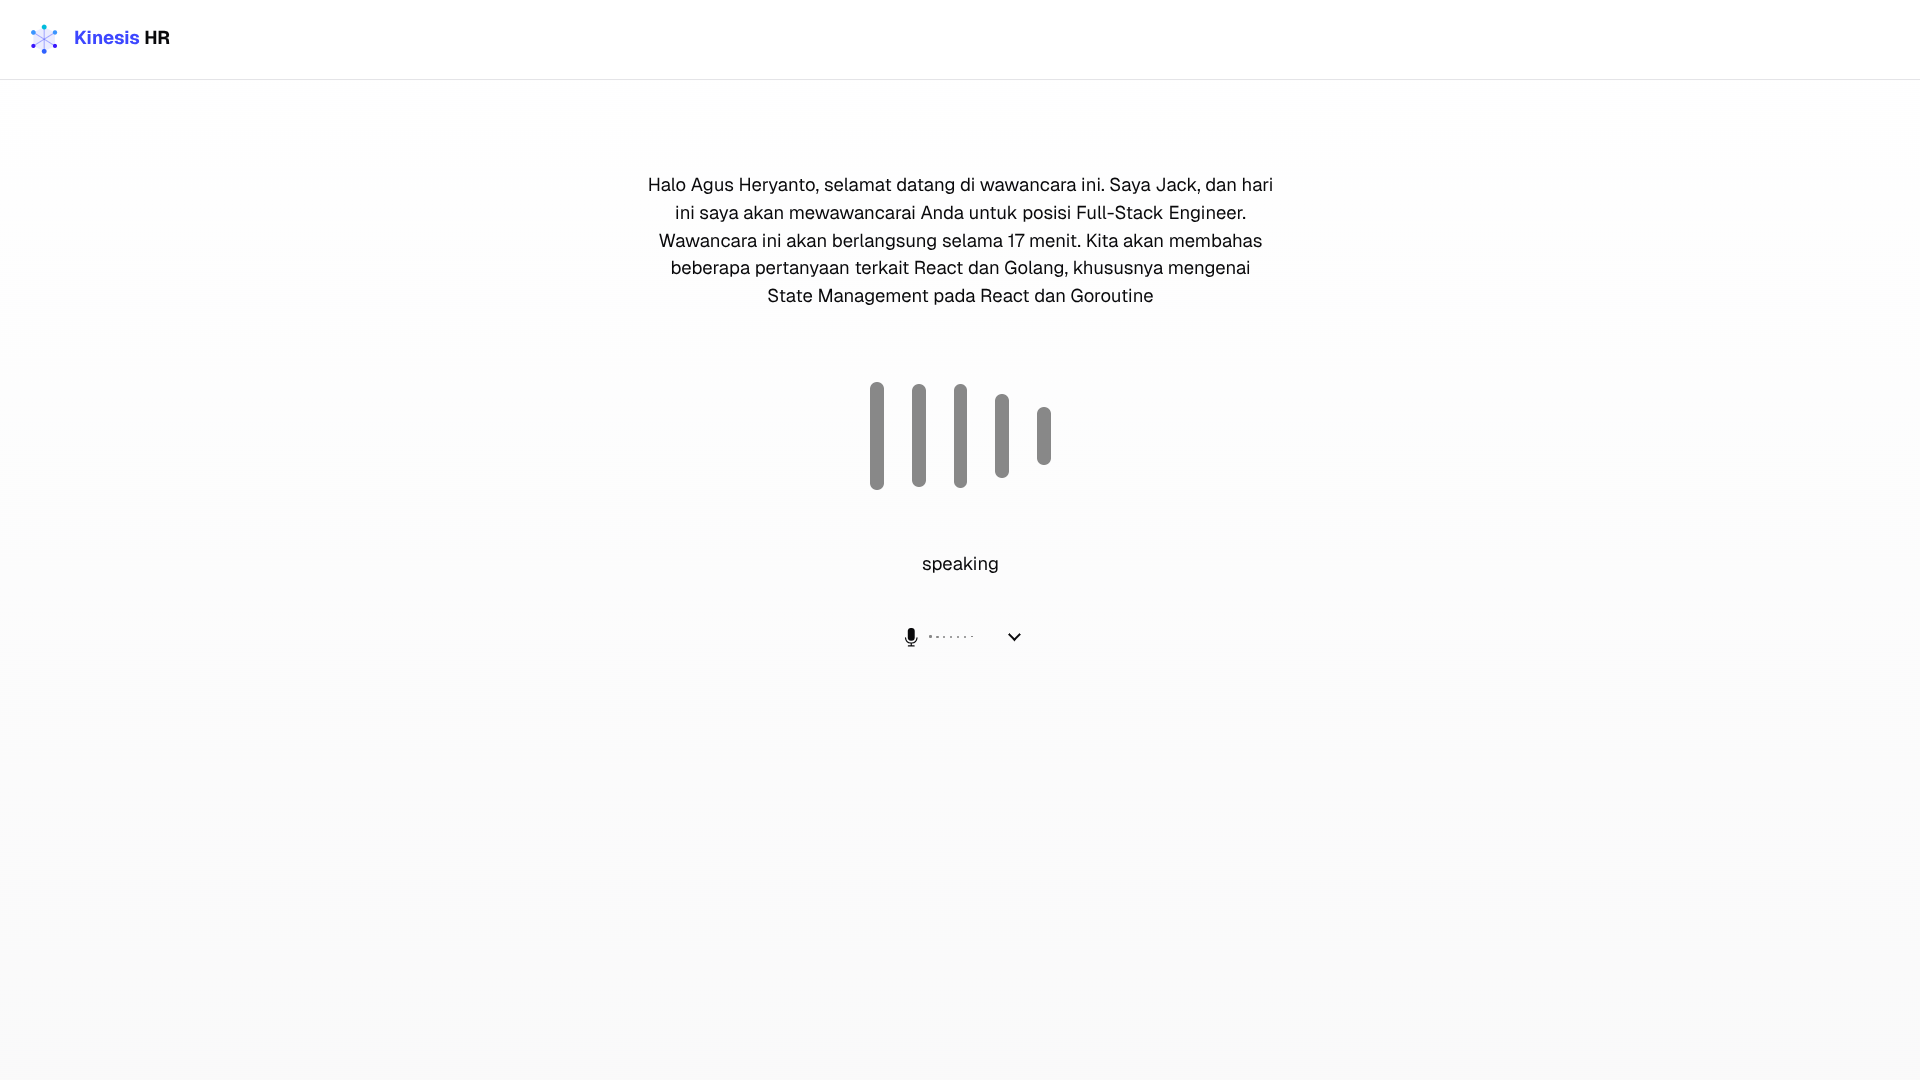 Kinesis HR
Halo Agus Heryanto, selamat datang di wawancara ini. Saya Jack, dan hari
ini saya akan mewawancarai Anda untuk posisi Full-Stack Engineer.
Wawancara ini akan berlangsung selama 17 menit. Kita akan membahas
beberapa pertanyaan terkait React dan Golang, khususnya mengenai
State Management pada React dan Goroutine
speaking